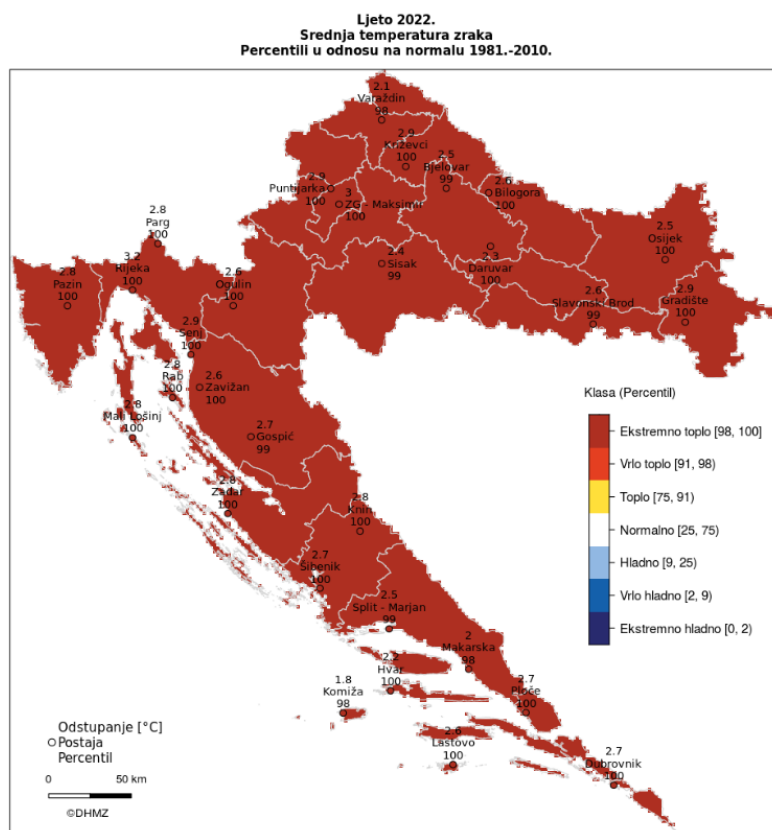 Ljeto 2022.
Srednja temperatura zraka
Percentili u odnosu na normalu 1981.-2010.
2.1
Varaždin
98
2.9
Križevci
100
2.5
Bjelovar
99
2.6
Bilogora
100
2.9
Puntijarka
100
3
ZG - Maksimir
100
2.8
Parg
100
3.2
Rijeka
100
2.8
Pazin
100
2.6
Ogulin
100
2.4
Sisak
99
2.3
Daruvar
100
2.5
Osijek
100
2.6
Slavonski Brod
99
2.9
Gradište
100
2.9
Senj
100
2.8
Rab
100
2.6
Zavižan
100
2.8
Mali Lošinj
100
2.7
Gospić
99
2.8
Zadar
100
2.8
Knin
100
2.7
Šibenik
100
2.5
Split - Marjan
99
2
Makarska
98
2.2
Hvar
100
1.8
Komiža
98
2.7
Ploče
100
2.6
Lastovo
100
2.7
Dubrovnik
100
Klasa (Percentil)
Ekstremno toplo [98, 100]
Vrlo toplo [91, 98)
Toplo [75, 91)
Normalno [25, 75)
Hladno [9, 25)
Vrlo hladno [2, 9)
Ekstremno hladno [0, 2)
Odstupanje [°C]
Postaja
Percentil
0 50 km
©DHMZ